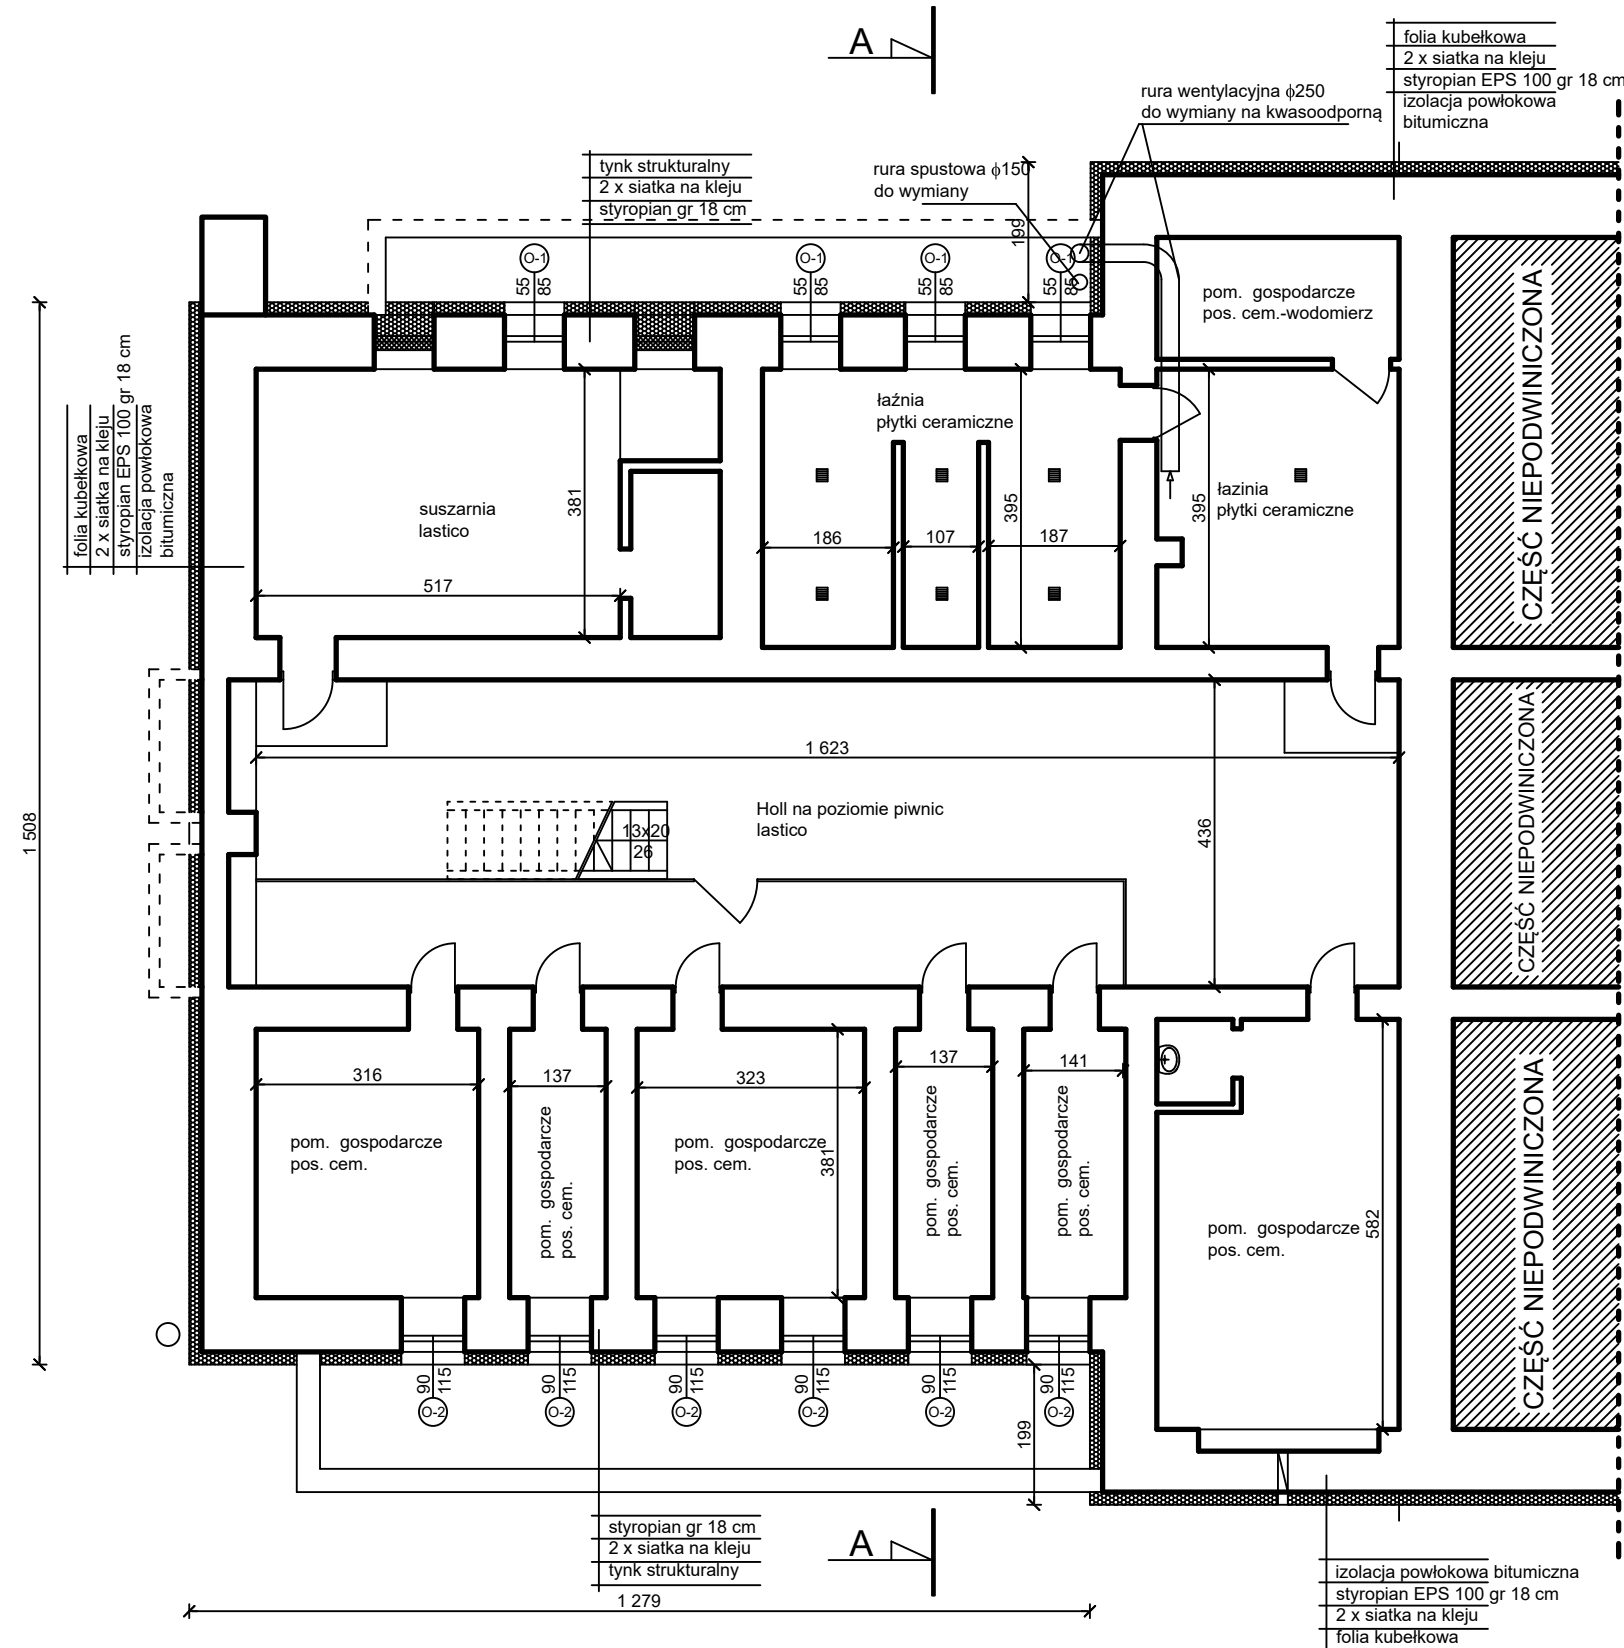 A
folia kubełkowa
2 x siatka na kleju
styropian EPS 100 gr 18 cm
izolacja powłokowa
bitumiczna
rura wentylacyjna ϕ250
do wymiany na kwasoodporną
tynk strukturalny
2 x siatka na kleju
styropian gr 18 cm
rura spustowa ϕ150
do wymiany
199
O-1
55
85
O-1
55
85
O-1
55
85
O-1
55
85
pom. gospodarcze
pos. cem.-wodomierz
CZĘŚĆ NIEPODWINICZONA
folia kubełkowa
2 x siatka na kleju
styropian EPS 100 gr 18 cm
izolacja powłokowa
bitumiczna
łaźnia
płytki ceramiczne
suszarnia
lastico
381
395
395
łazinia
płytki ceramiczne
186
107
187
517
1 623
CZĘŚĆ NIEPODWINICZONA
1 508
Holl na poziomie piwnic
lastico
13x20
26
436
316
137
323
137
141
pom. gospodarcze
pos. cem.
pom. gospodarcze
pos. cem.
pom. gospodarcze
pos. cem.
381
pom. gospodarcze
pos. cem.
pom. gospodarcze
pos. cem.
pom. gospodarcze
pos. cem.
582
CZĘŚĆ NIEPODWINICZONA
90
115
O-2
90
115
O-2
90
115
O-2
90
115
O-2
90
115
O-2
90
115
O-2
199
styropian gr 18 cm
2 x siatka na kleju
tynk strukturalny
A
1 279
izolacja powłokowa bitumiczna
styropian EPS 100 gr 18 cm
2 x siatka na kleju
folia kubełkowa